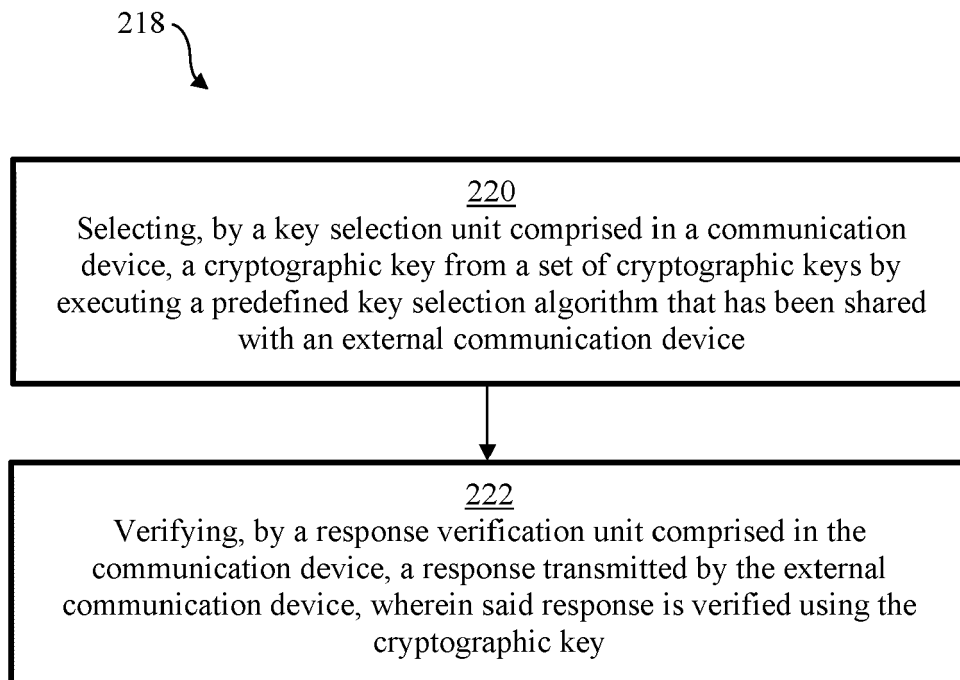 218
220
Selecting, by a key selection unit comprised in a communication
device, a cryptographic key from a set of cryptographic keys by
executing a predefined key selection algorithm that has been shared
with an external communication device
222
Verifying, by a response verification unit comprised in the
communication device, a response transmitted by the external
communication device, wherein said response is verified using the
cryptographic key